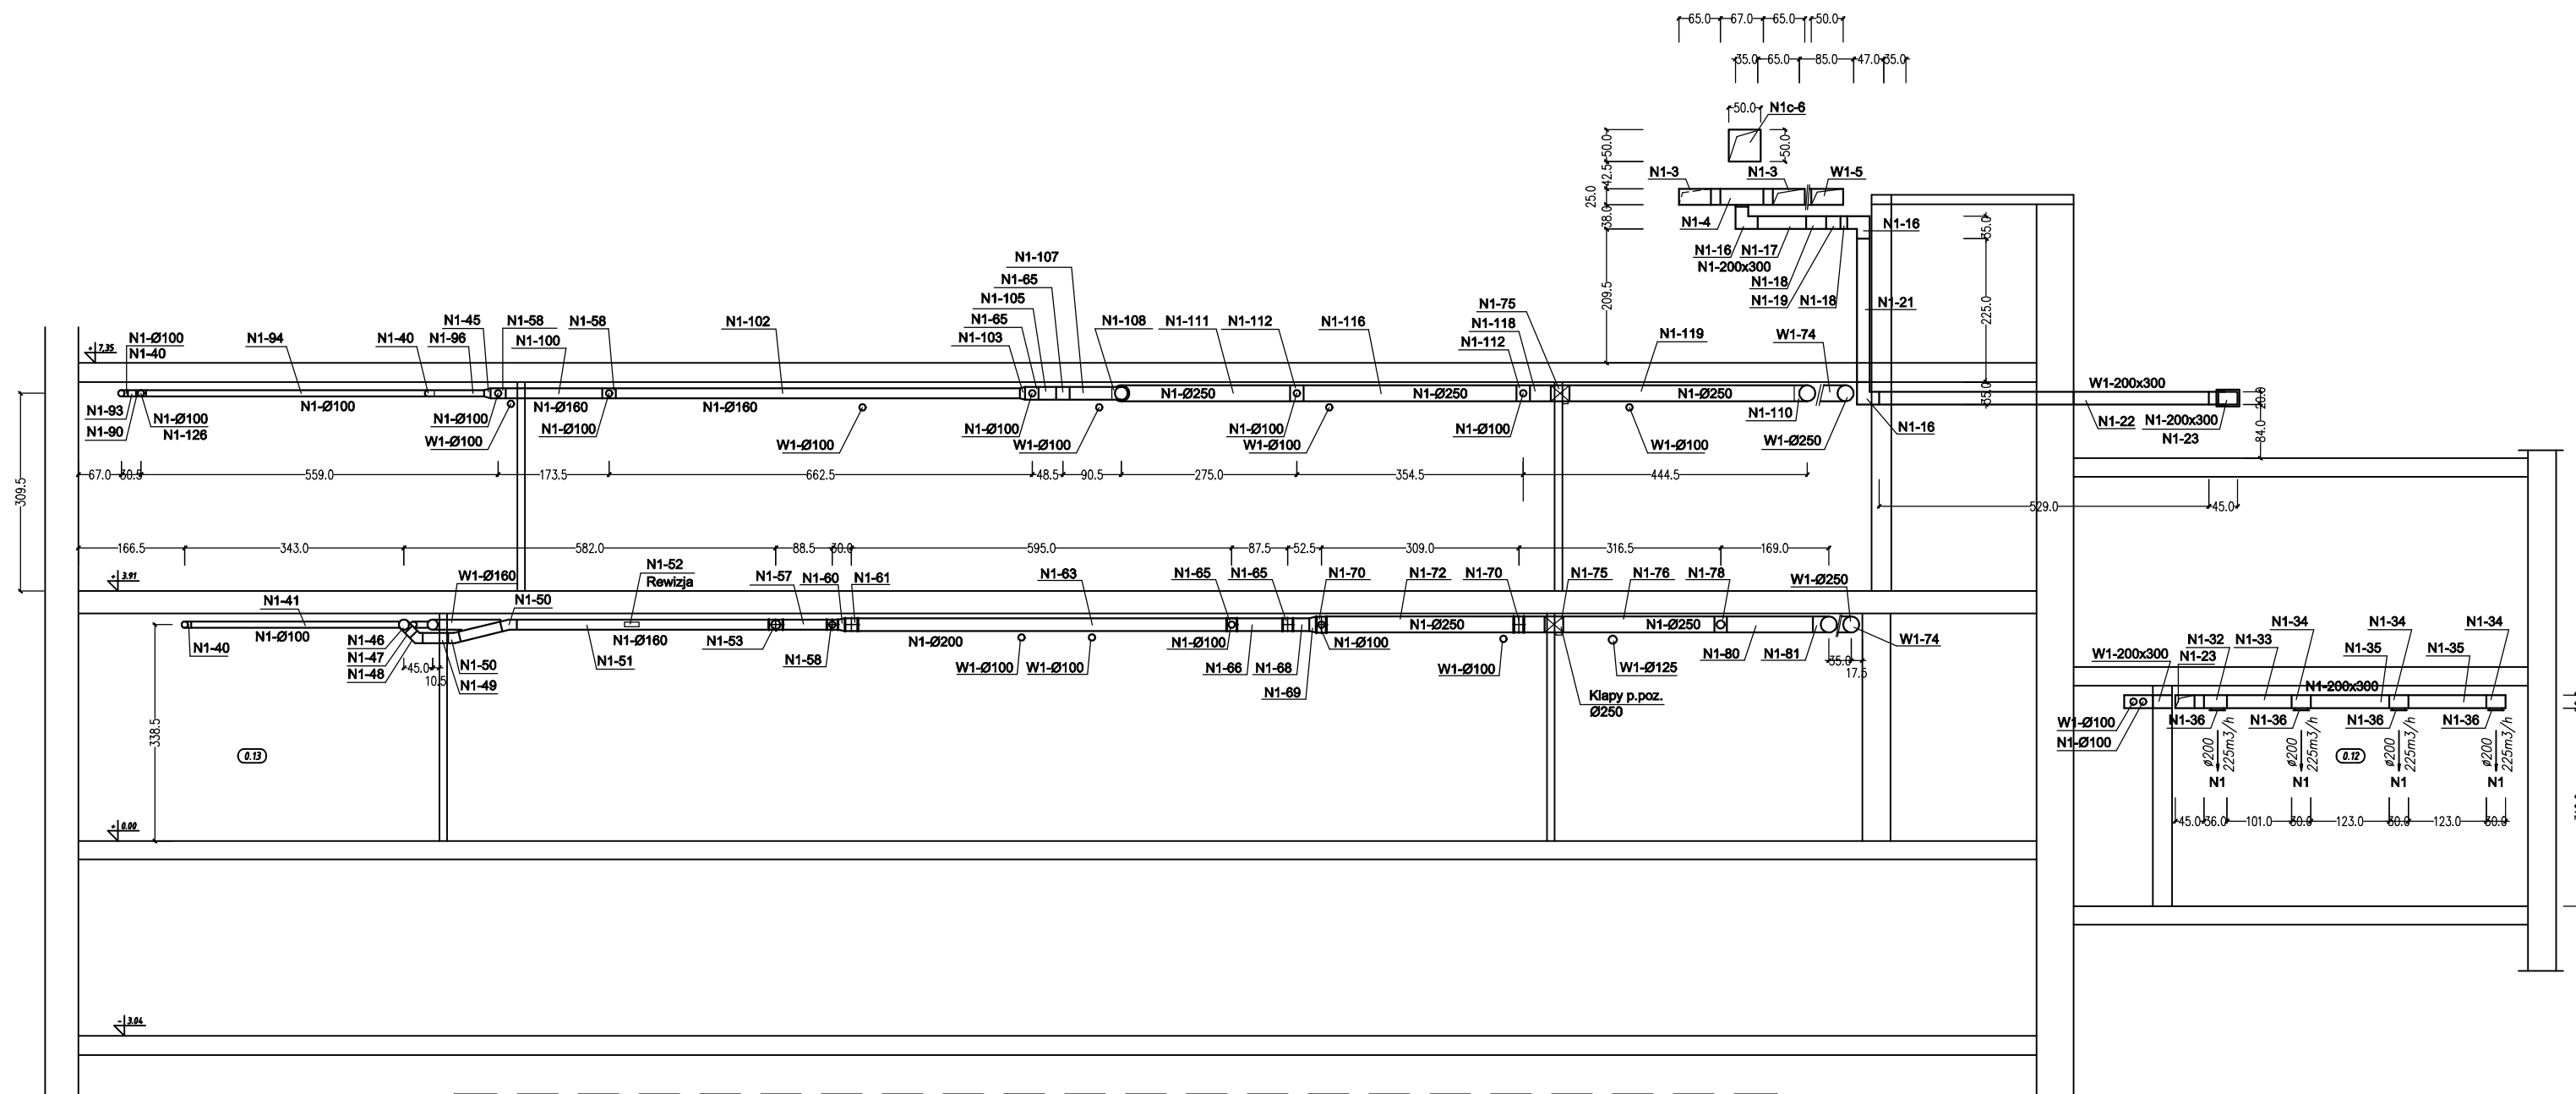 65.0 67.0 65.0 50.0
35.0 65.0 85.0 47.0 35.0
50.0 N1c-6
50.0 50.0
42.5
N1-3 N1-3 W1-5
25.0
38.0 N1-4 N1-16 35.0
N1-16 N1-17
N1-200x300
N1-18
N1-19 N1-18 N1-21
209.5 225.0
N1-107
N1-65
N1-105
N1-65
N1-103
N1-75
N1-118
N1-112
+ 7,35
N1-Ø100
N1-40
N1-94 N1-40 N1-45 N1-96 N1-58 N1-100 N1-58 N1-102 N1-108 N1-111 N1-112 N1-116 N1-119 W1-74
N1-93
N1-90
N1-Ø100
N1-126
N1-Ø100 N1-Ø100 N1-Ø160 N1-Ø100 N1-Ø160 N1-Ø100 N1-Ø250 N1-Ø100 N1-Ø250 N1-Ø100 N1-Ø250 N1-110
W1-Ø100 W1-Ø100 W1-Ø100 W1-Ø100 W1-Ø100 W1-Ø250
N1-16
35.0
W1-200x300
20.0
84.0
N1-22 N1-200x300
N1-23
309.5
67.0 30.5 559.0 173.5 662.5 48.5 90.5 275.0 354.5 444.5
529.0 45.0
166.5 343.0 582.0 88.5 30.0 595.0 87.5 52.5 309.0 316.5 169.0
+ 3.91
N1-41 W1-Ø160 N1-50 N1-52
Rewizja
N1-57 N1-60 N1-61 N1-63 N1-65 N1-65 N1-70 N1-72 N1-70 N1-75 N1-76 N1-78 W1-Ø250
N1-40 N1-Ø100
N1-46
N1-47
N1-48
45.0
10.5
N1-50
N1-49
N1-51 N1-Ø160 N1-53 N1-58 N1-Ø200 W1-Ø100 W1-Ø100 N1-Ø100 N1-66 N1-68 N1-69 N1-Ø100 N1-Ø250 W1-Ø100 N1-Ø250 W1-Ø125 N1-80 N1-81 35.0 17.5 W1-74
Klapy p.poz.
Ø250
338.5
0.13
+ 0.00
- 3.04
N1-34 N1-34 N1-34
N1-32 N1-33 N1-35 N1-35
W1-200x300 N1-23
N1-200x300
W1-Ø100
N1-Ø100
N1-36 N1-36 N1-36 N1-36
Ø200 225m3/h Ø200 225m3/h Ø200 225m3/h Ø200 225m3/h
0.12
N1 N1 N1 N1
45.0 36.0 101.0 30.0 123.0 30.0 123.0 30.0